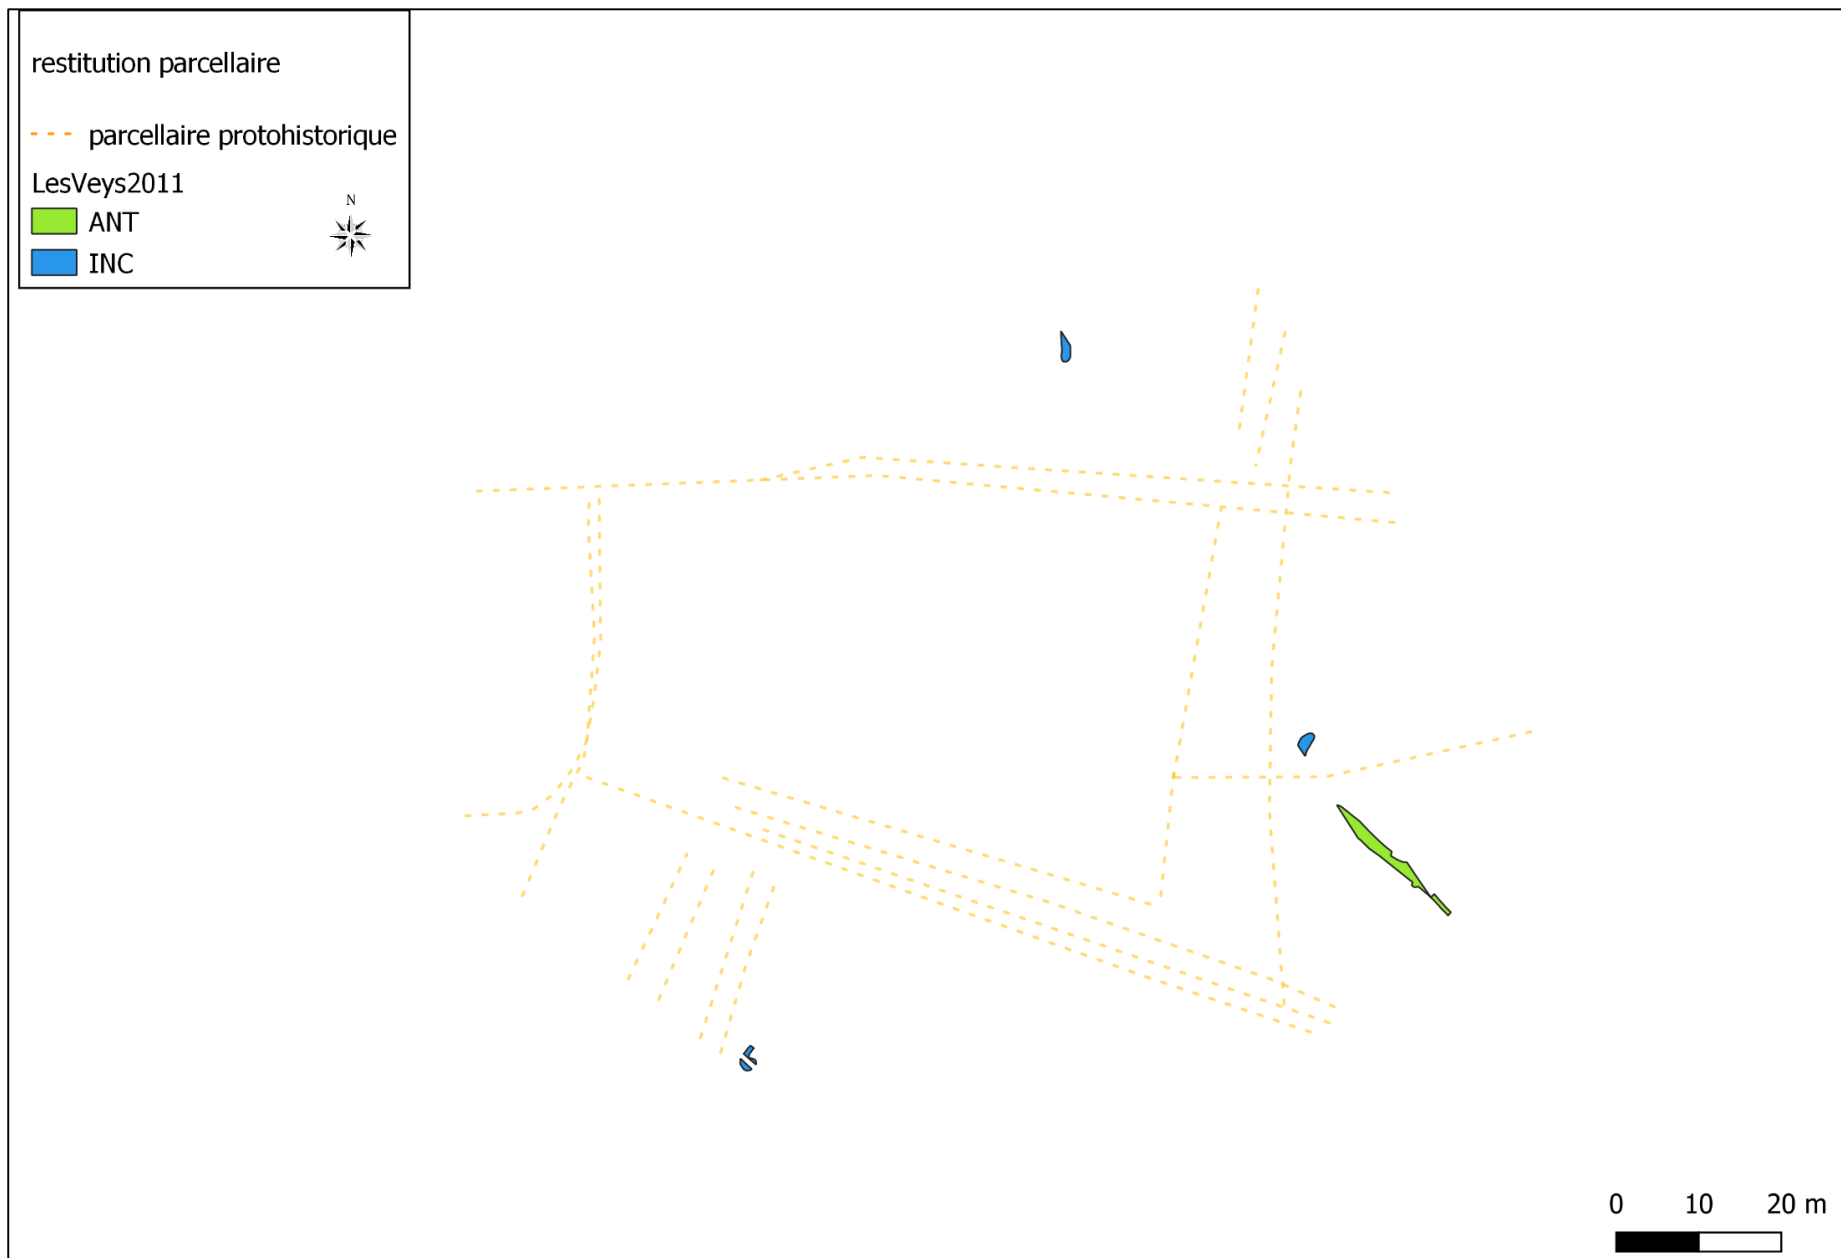 restitution parcellaire
parcellaire protohistorique
LesVeys2011
N
ANT
INC
0 10 20 m